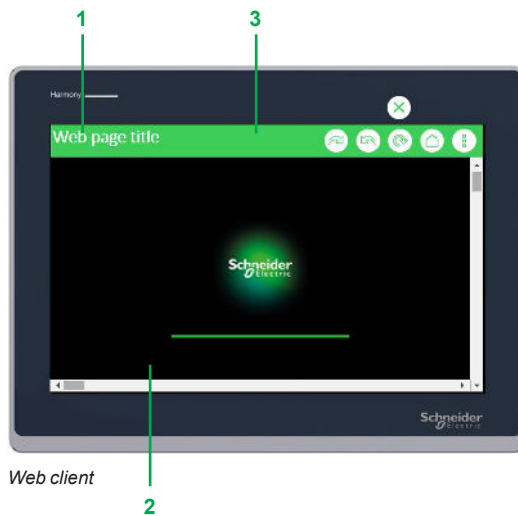 1 3
Harmony
Web page title
Schneider
Electric
Schneider
Electric
Web client
2